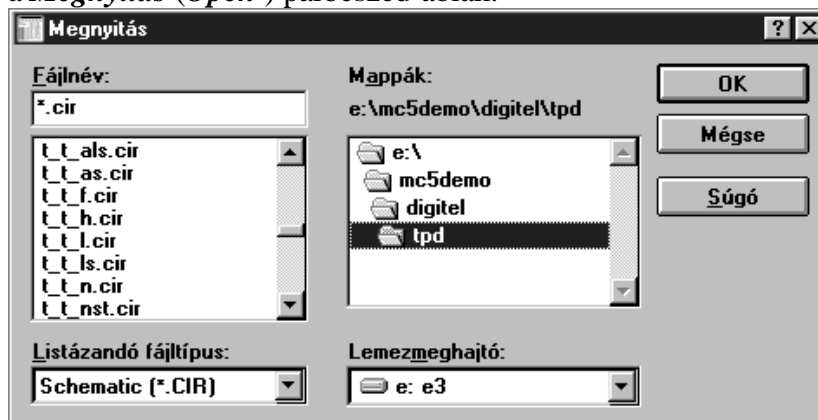 a Megnyitás (Open ) párbeszéd ablak.
Megnyitás
Fájlnév:
*.cir
t_t_als.cir
t_t_as.cir
t_t_f.cir
t_t_h.cir
t_t_l.cir
t_t_ls.cir
t_t_n.cir
t_t_nst.cir
Listázandó fájltípus:
Schematic (*.CIR)
Mappák:
e:\mc5demo\digitel\tpd
e:\
mc5demo
digitel
tpd
Lemezmeghajtó:
e: e3
OK
Mégse
Súgó